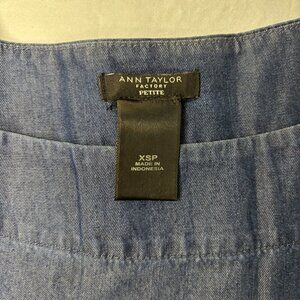 ANN TAYLOR
FACTORY
PETITE
XSP
MADE IN
INDONESIA